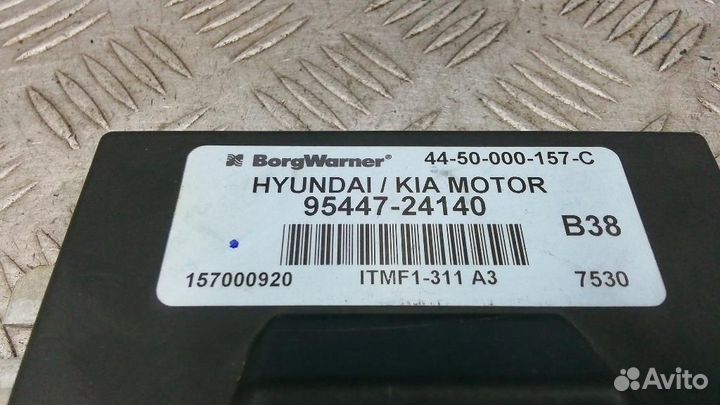 BorgWarner® 44-50-000-157-C
HYUNDAI / KIA MOTOR
95447-24140
B38
157000920 ITMF1-311 A3 7530
Avito